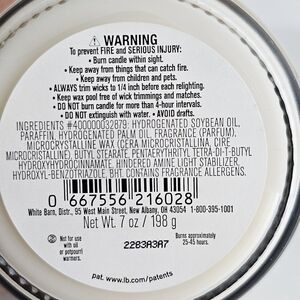 WARNING
To prevent FIRE and SERIOUS INJURY:
• Burn candle within sight.
• Keep away from things that can catch fire.
• Keep away from children and pets.
• ALWAYS trim wicks to 1/4 inch before each relighting.
• Keep wax pool free of wick trimmings and matches.
• DO NOT burn candle for more than 4-hour intervals.
• DO NOT extinguish with water. • AVOID drafts.
INGREDIENTS #4000003287: HYDROGENATED SOYBEAN OIL,
PARAFFIN, HYDROGENATED PALM OIL, FRAGRANCE (PARFUM),
MICROCRYSTALLINE WAX (CERA MICROCRISTALLINA, CIRE
MICROCRISTALLINE), BUTYL STEARATE, PENTAERYTHRITYL TETRA-DI-T-BUTYL
HYDROXYHYDROCINNAMATE, HINDERED AMINE LIGHT STABILIZER,
HYDROXYL-BENZOTRIAZOLE, BHT. CONTAINS FRAGRANCE ALLERGENS.
0 667556 216028
White Barn, Distr., 95 West Main Street, New Albany, OH 43054 1-800-395-1001
Net Wt. 7 oz / 198 g
Not for use with
oil or
potpourri
warmers.
2283A3A7
Burns approximately
25-45 hours.
pat. www.lb.com/patents